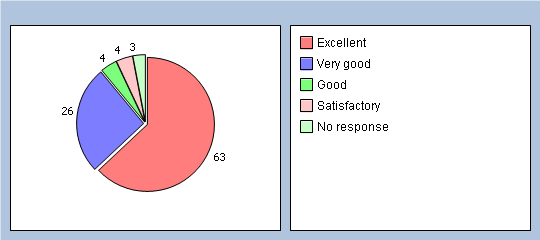 4 4 3
26
63
Excellent
Very good
Good
Satisfactory
No response